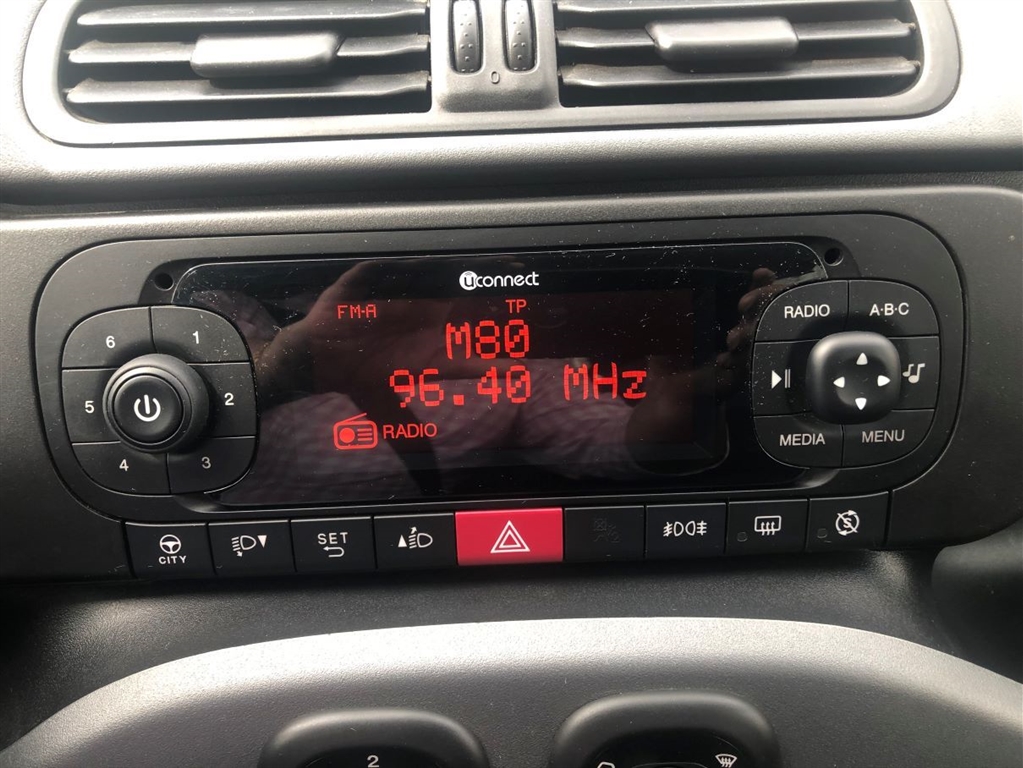 0
uconnect
FM-A TP
M80
96.40 MHz
RADIO
6 1
5 2
4 3
RADIO A·B·C
MEDIA MENU
CITY
SET
2